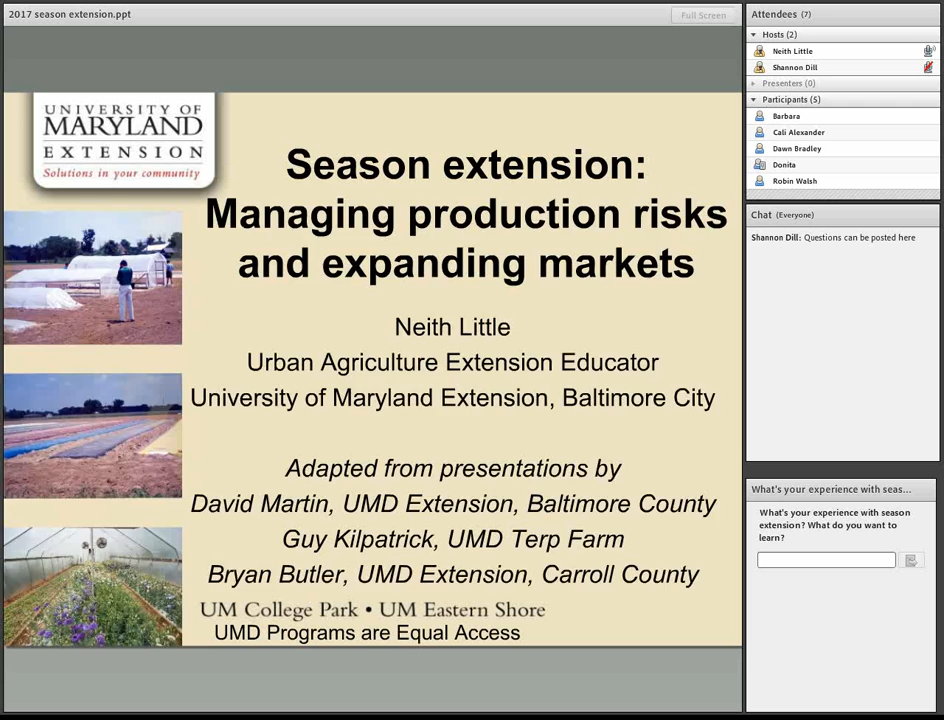 2017 season extension.ppt
Full Screen
UNIVERSITY OF
MARYLAND
EXTENSION
Solutions in your community
Season extension:
Managing production risks
and expanding markets
Neith Little
Urban Agriculture Extension Educator
University of Maryland Extension, Baltimore City
Adapted from presentations by
David Martin, UMD Extension, Baltimore County
Guy Kilpatrick, UMD Terp Farm
Bryan Butler, UMD Extension, Carroll County
UM College Park • UM Eastern Shore
UMD Programs are Equal Access
Attendees (7)
Hosts (2)
Neith Little
Shannon Dill
Presenters (0)
Participants (5)
Barbara
Cali Alexander
Dawn Bradley
Donita
Robin Walsh
Chat (Everyone)
Shannon Dill: Questions can be posted here
What's your experience with seas...
What's your experience with season
extension? What do you want to
learn?